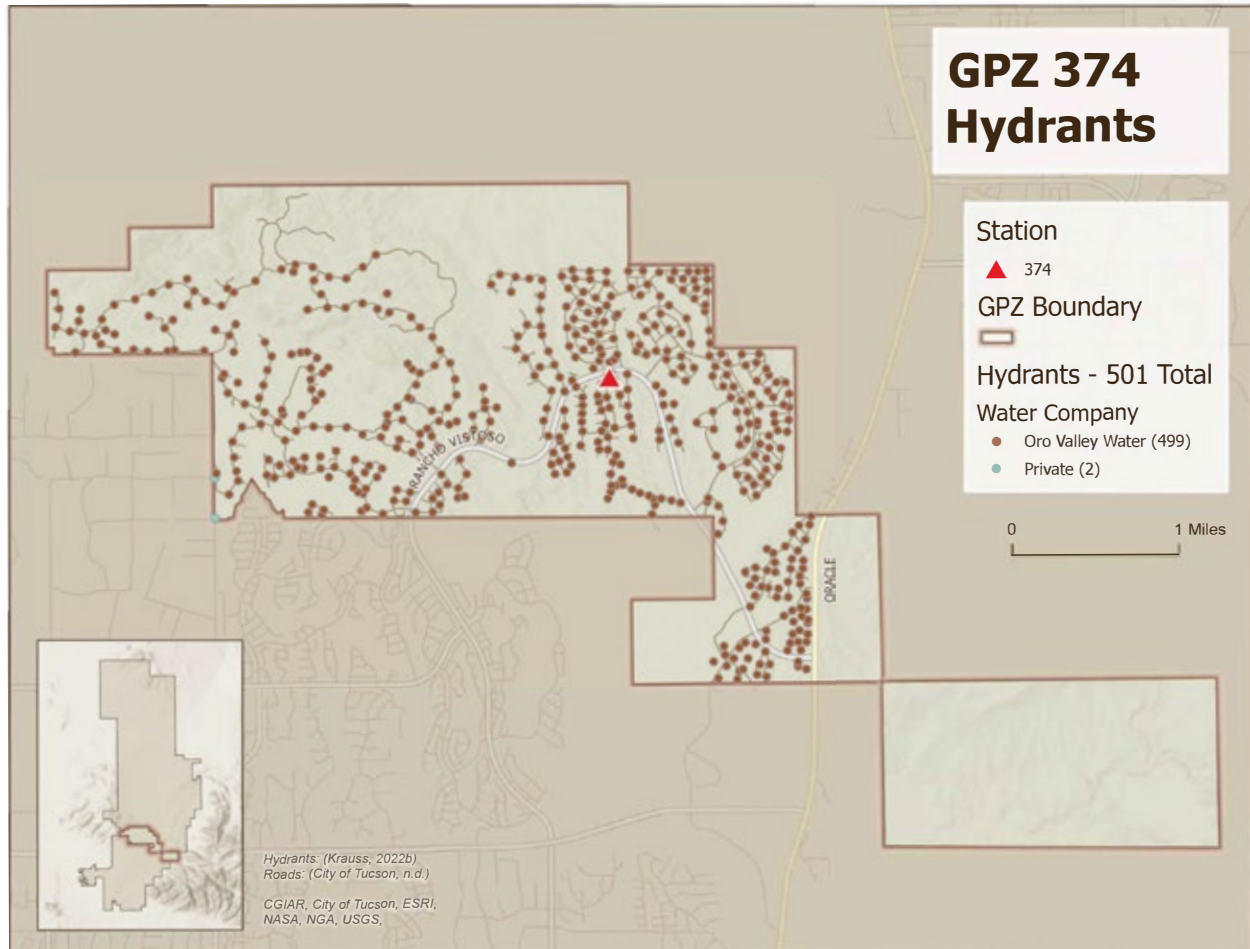 GPZ 374
Hydrants
Station
374
GPZ Boundary
Hydrants - 501 Total
Water Company
Oro Valley Water (499)
Private (2)
0 1 Miles
RANCHO VISTOSO
ORACLE
Hydrants: (Krauss, 2022b)
Roads: (City of Tucson, n.d.)
CGIAR, City of Tucson, ESRI,
NASA, NGA, USGS,